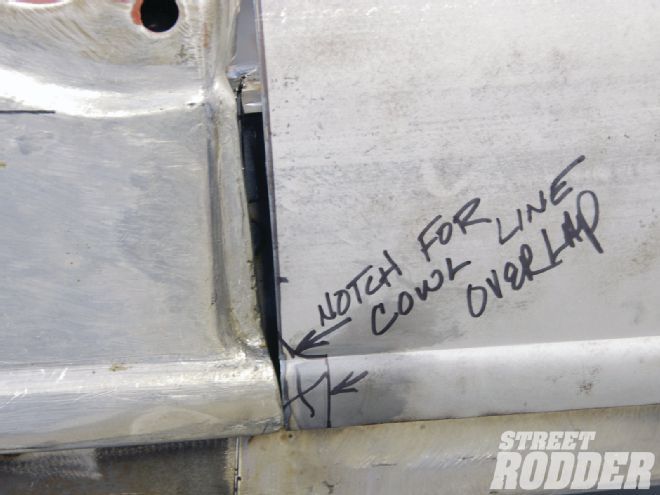 NOTCH FOR
COWL LINE
OVERLAP
STREET
RODDER